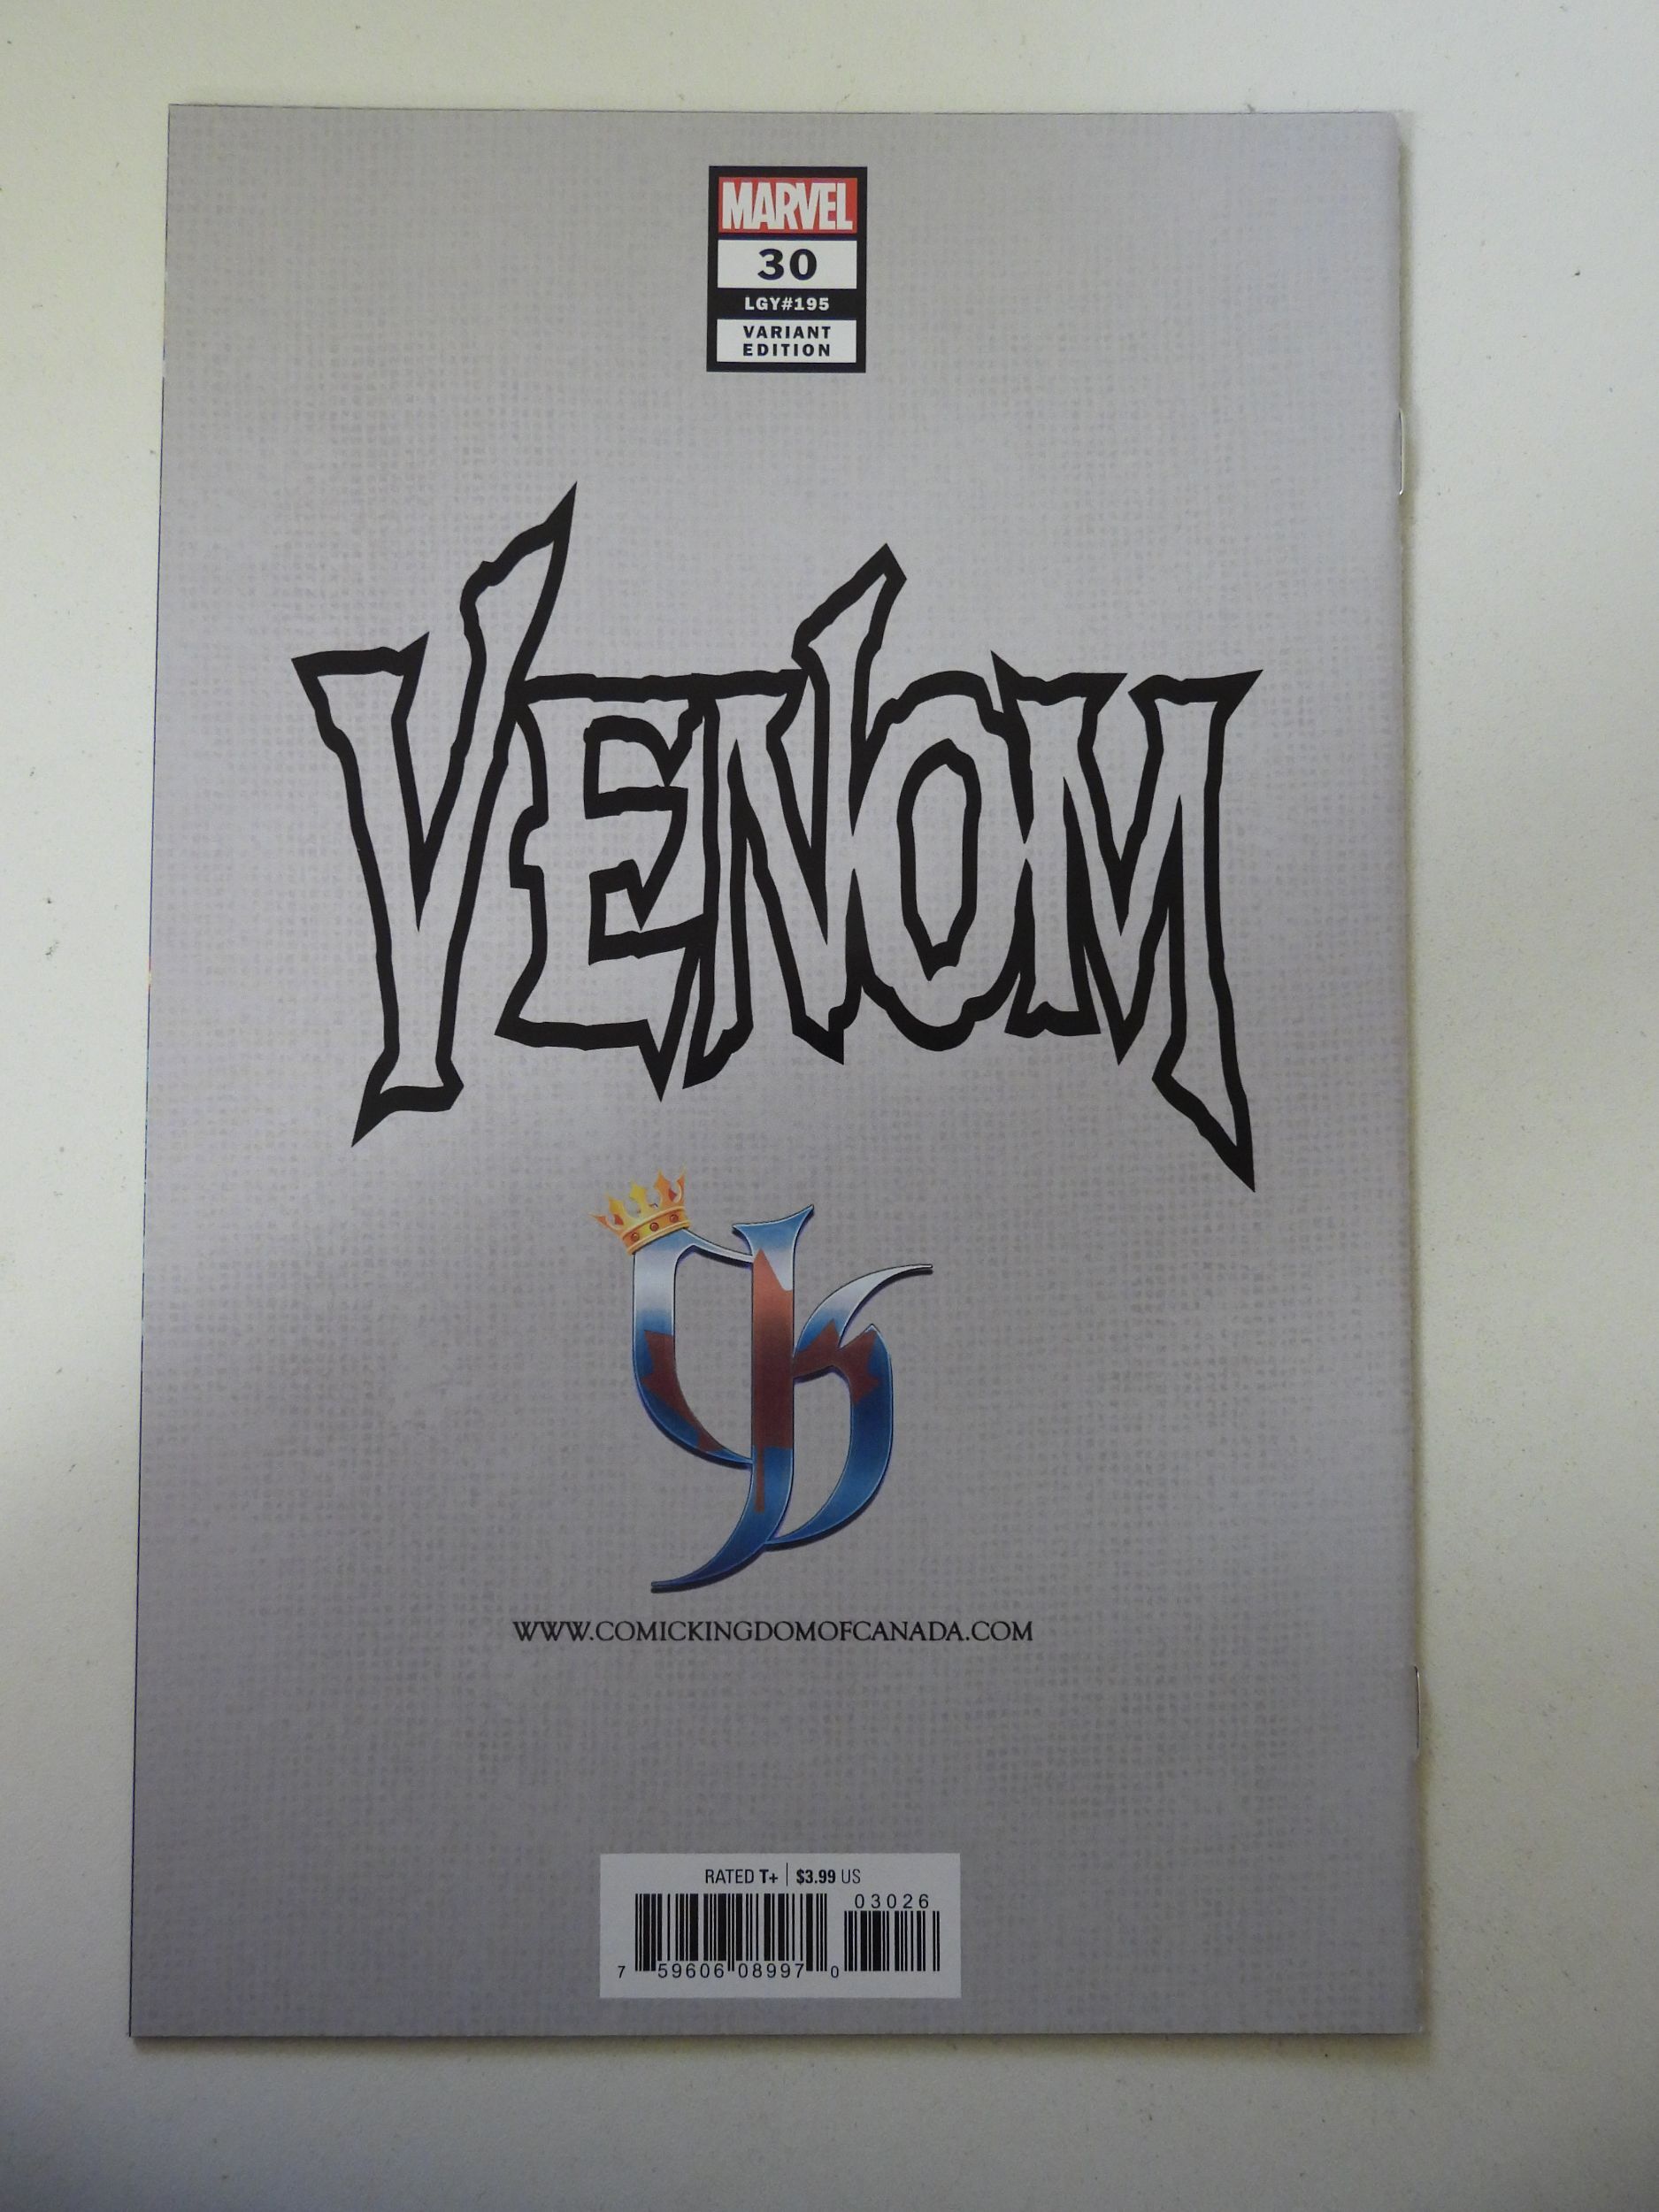 MARVEL
30
LGY#195
VARIANT
EDITION
VENOM
CK
WWW.COMICKINGDOMOFCANADA.COM
RATED T+ | $3.99 US
03026
7 59606 08997 0